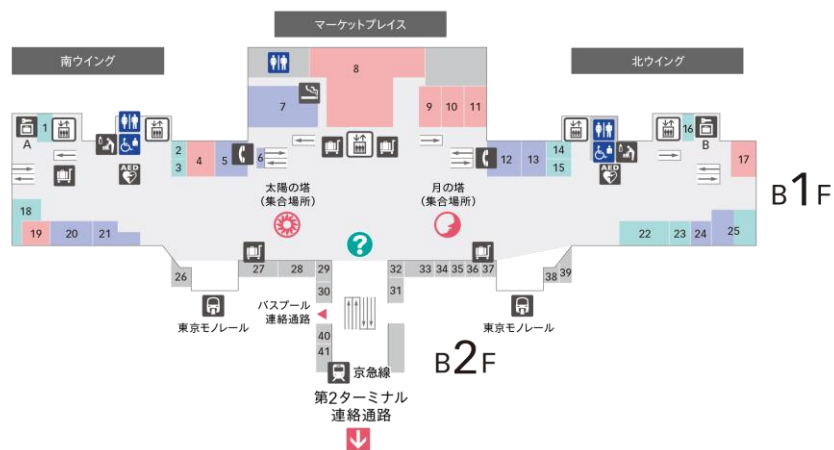 マーケットプレイス
南ウイング
北ウイング
8
7
9
10
11
1
A
AED
2
3
4
5
6
12
13
14
15
16
B
AED
17
太陽の塔
(集合場所)
月の塔
(集合場所)
B1F
18
19
20
21
?
22
23
24
25
26
27
28
29
30
32
31
33
34
35
36
37
38
39
東京モノレール
バスプール
連絡通路
東京モノレール
40
41
B2F
京急線
第2ターミナル
連絡通路